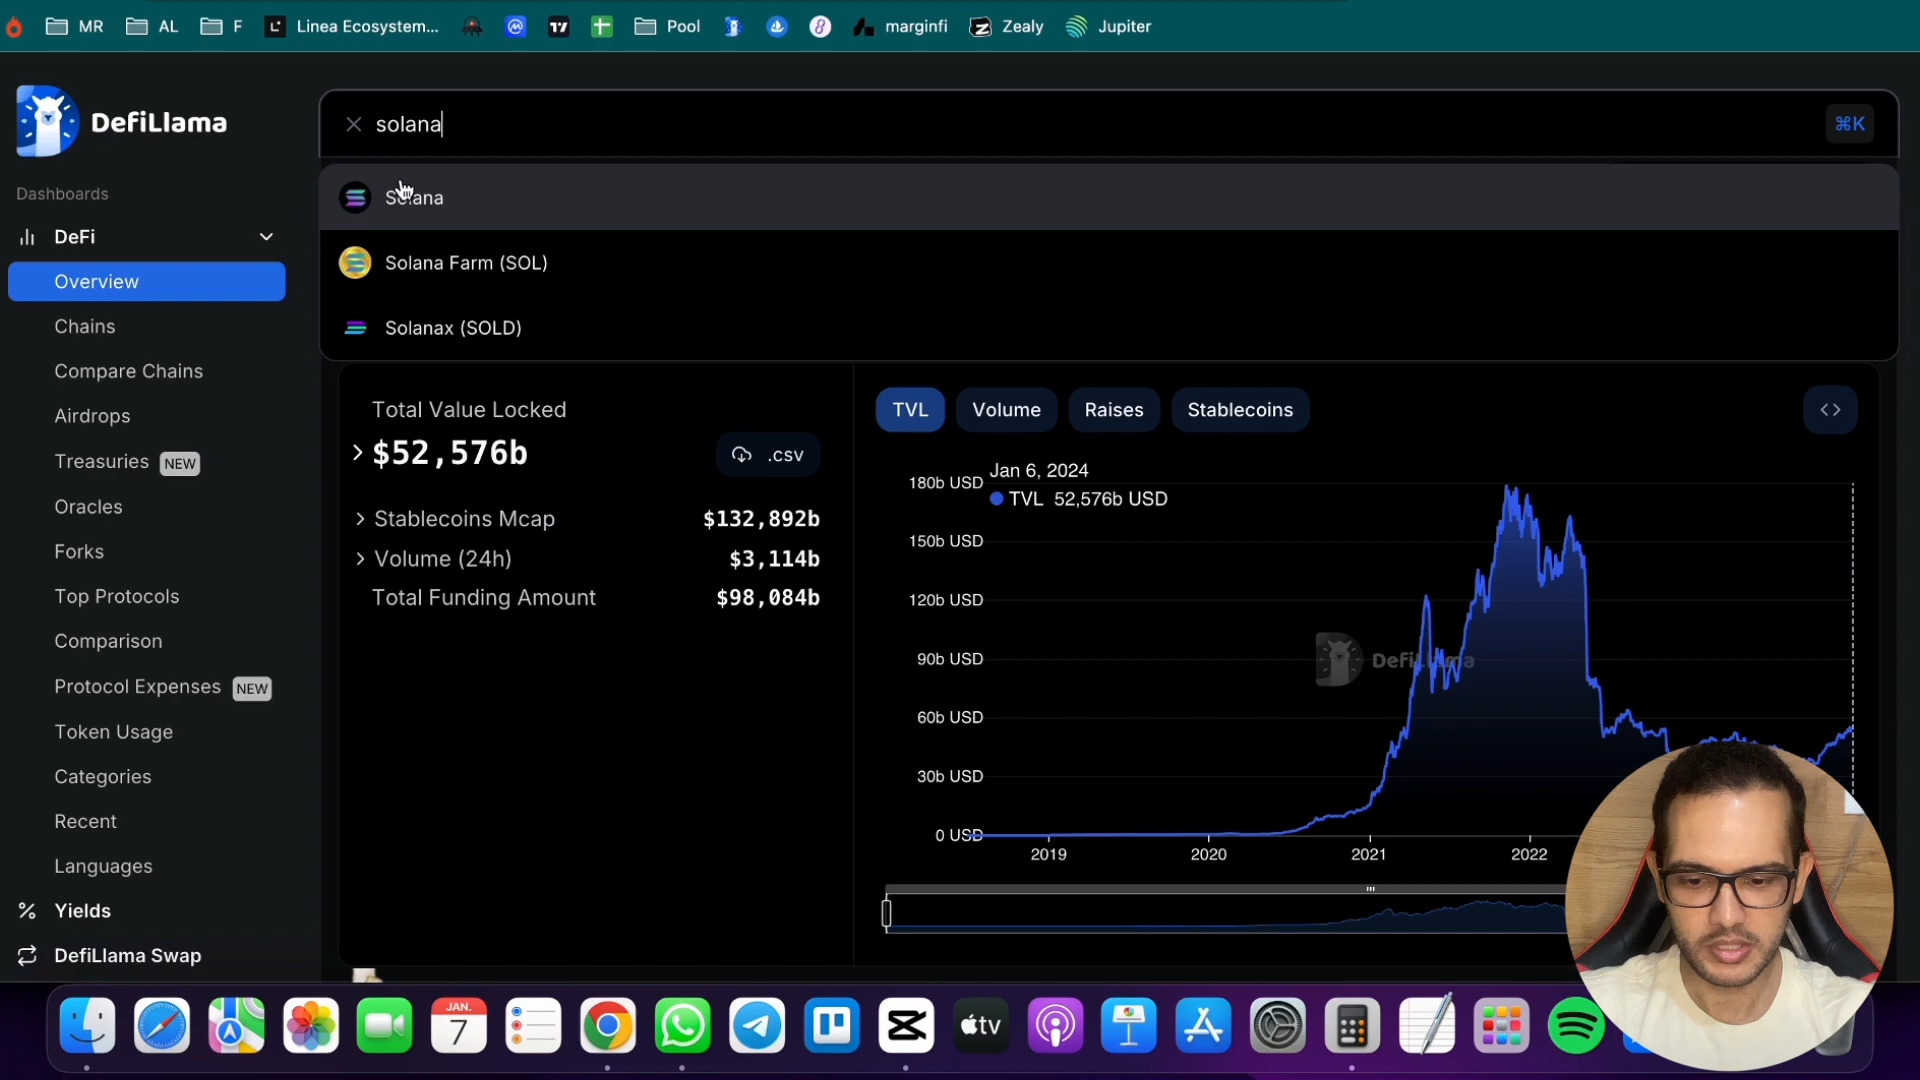 MR
AL
F
Linea Ecosystem...
Pool
marginfi
Zealy
Jupiter
DefiLlama
solana
⌘K
Dashboards
Solana
DeFi
Solana Farm (SOL)
Overview
Solanax (SOLD)
Chains
Compare Chains
Airdrops
Treasuries NEW
Oracles
Forks
Top Protocols
Comparison
Protocol Expenses NEW
Token Usage
Categories
Recent
Languages
Yields
DefiLlama Swap
Total Value Locked
$52,576b
.csv
Stablecoins Mcap $132,892b
Volume (24h) $3,114b
Total Funding Amount $98,084b
TVL Volume Raises Stablecoins
Jan 6, 2024
TVL 52,576b USD
180b USD
150b USD
120b USD
90b USD
60b USD
30b USD
0 USD
DefiLlama
2019 2020 2021 2022
JAN.
7
tv